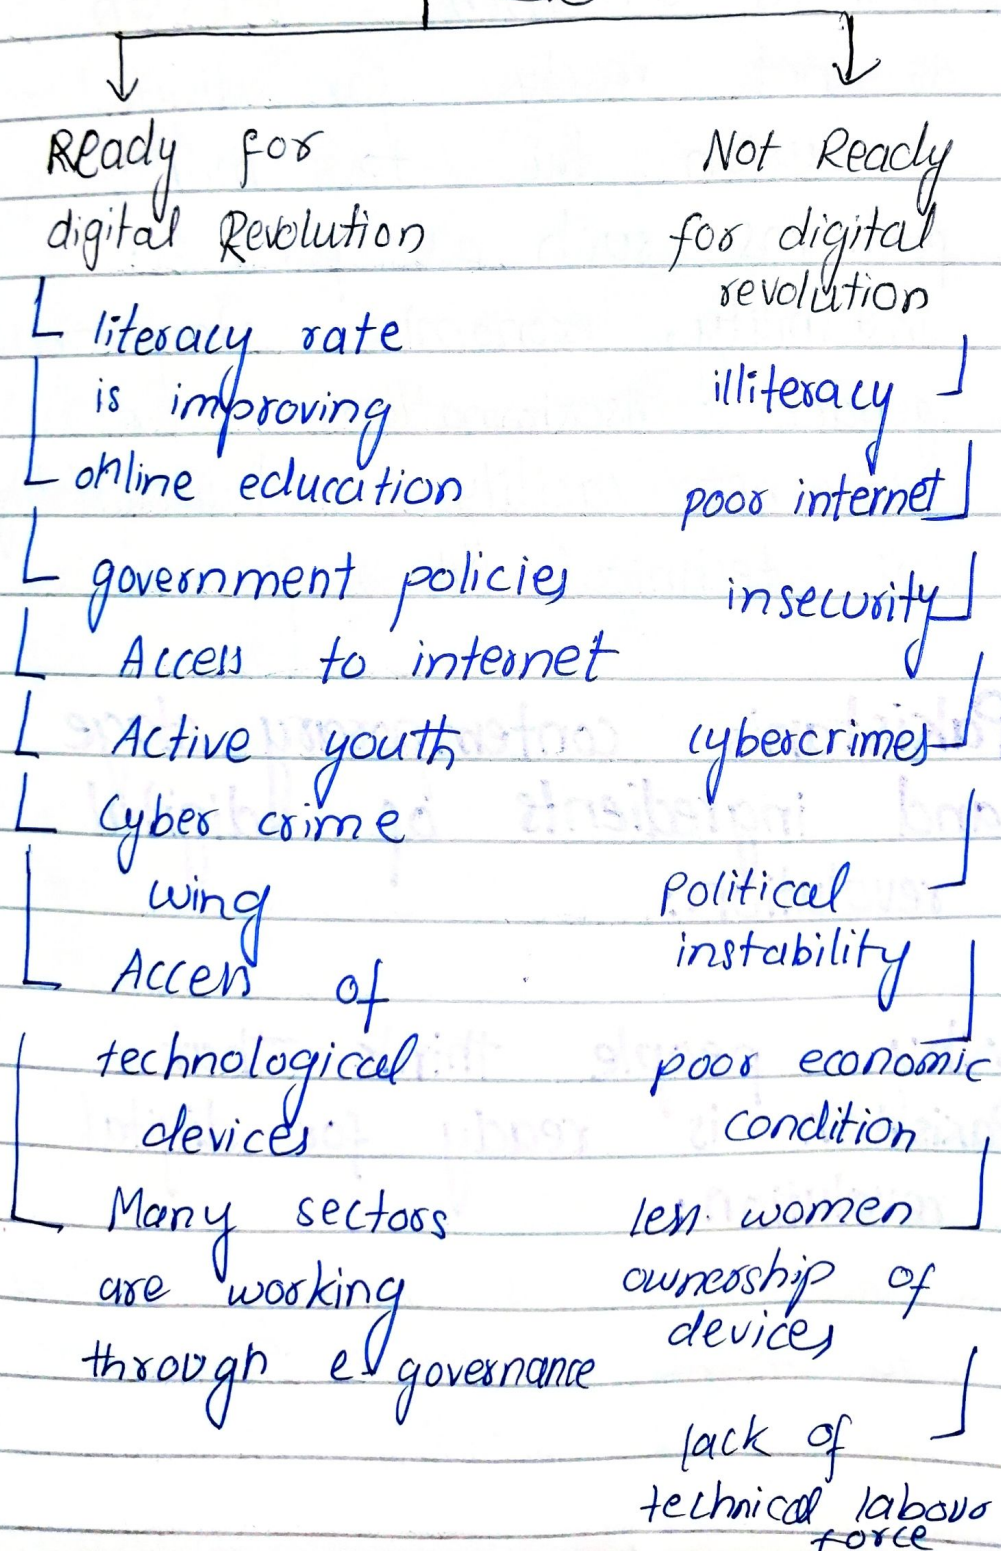 Ready for
digital Revolution
literacy rate
is improving
online education
government policies
Access to internet
Active youth
Cyber crime
wing
Access of
technological
devices.
Many sectors
are working
through e governance
Not Ready
for digital
revolution
illiteracy
poor internet
insecurity
cybercrimes
Political
instability
poor economic
condition
less women
ownership of
devices
lack of
technical labour
force